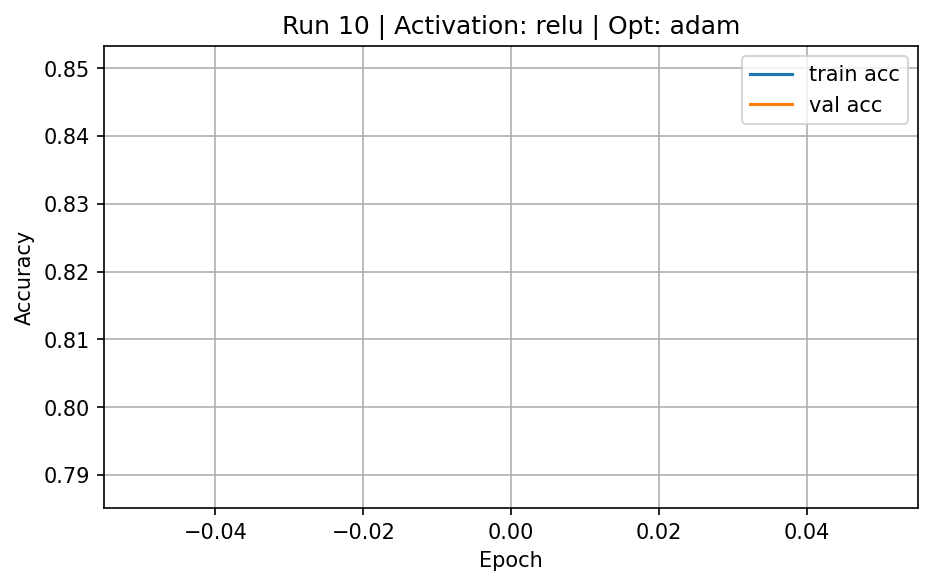 Run 10 | Activation: relu | Opt: adam
train acc
val acc
0.85
0.84
0.83
0.82
0.81
0.80
0.79
Accuracy
−0.04
−0.02
0.00
0.02
0.04
Epoch